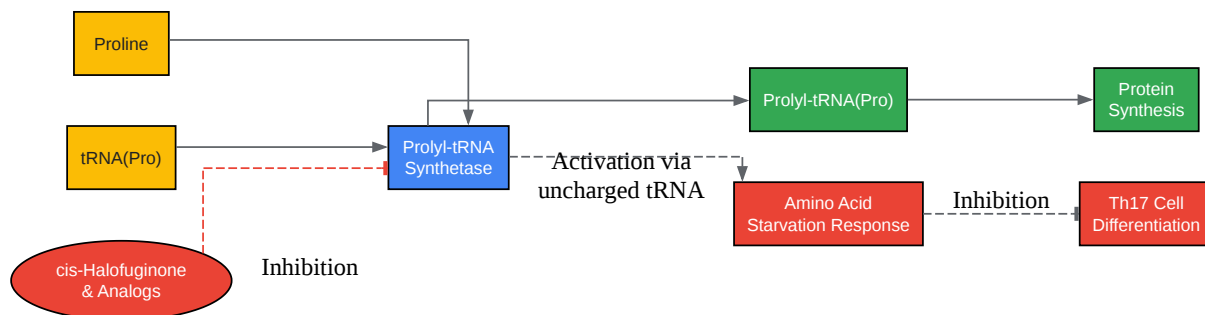 Proline
tRNA(Pro)
cis-Halofuginone
& Analogs
Inhibition
Prolyl-tRNA
Synthetase
Activation via
uncharged tRNA
Prolyl-tRNA(Pro)
Protein
Synthesis
Amino Acid
Starvation Response
Inhibition
Th17 Cell
Differentiation